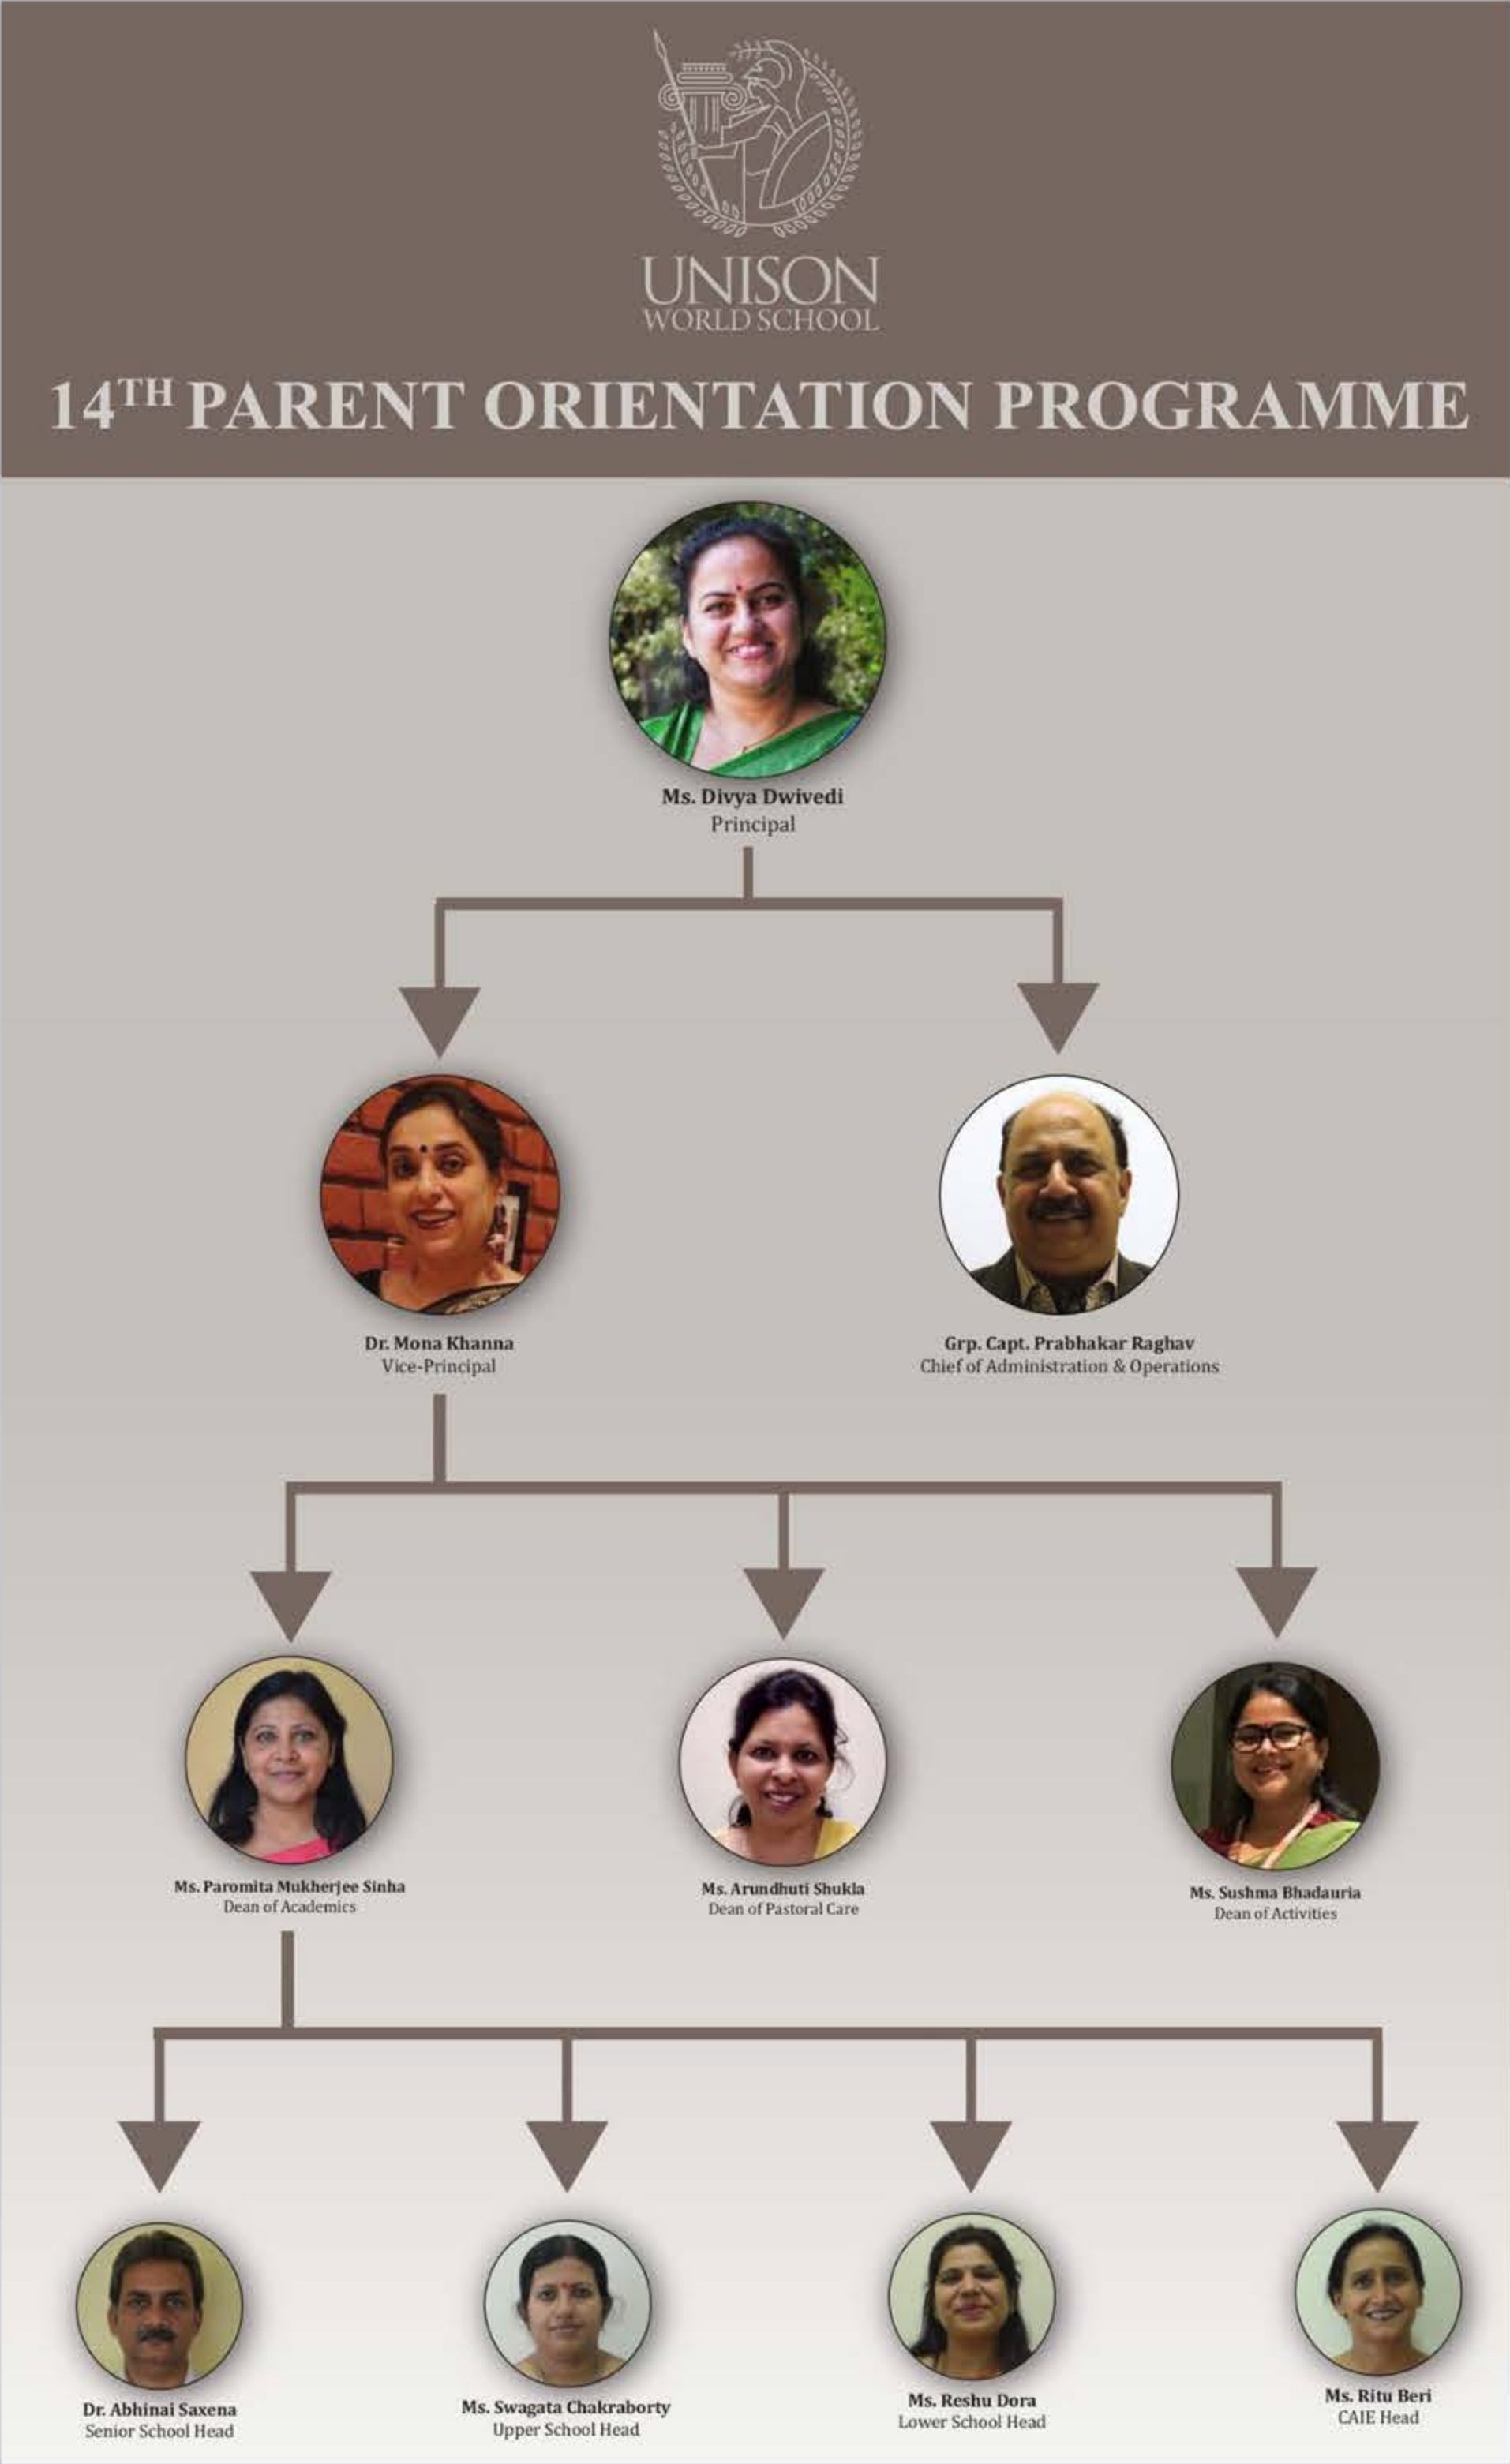 UNISON
WORLD SCHOOL
14TH PARENT ORIENTATION PROGRAMME
Ms. Divya Dwivedi
Principal
Dr. Mona Khanna
Vice-Principal
Grp. Capt. Prabhakar Raghav
Chief of Administration & Operations
Ms. Paromita Mukherjee Sinha
Dean of Academics
Ms. Arundhuti Shukla
Dean of Pastoral Care
Ms. Sushma Bhadauria
Dean of Activities
Dr. Abhinai Saxena
Senior School Head
Ms. Swagata Chakraborty
Upper School Head
Ms. Reshu Dora
Lower School Head
Ms. Ritu Beri
CAIE Head